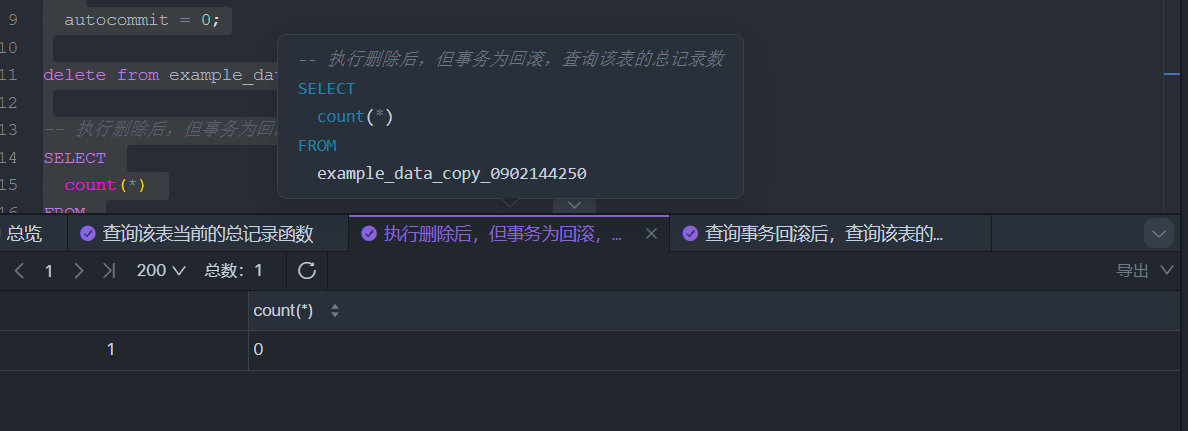 9 autocommit = 0;
10
11 delete from example_dat
12
13 -- 执行删除后，但事务为回
14 SELECT
15 count(*)
16 FROM
-- 执行删除后，但事务为回滚，查询该表的总记录数
SELECT
count(*)
FROM
example_data_copy_0902144250
总览 查询该表当前的总记录函数 执行删除后，但事务为回滚，... 查询事务回滚后，查询该表的...
1 200 总数：1 导出
count(*)
1 0